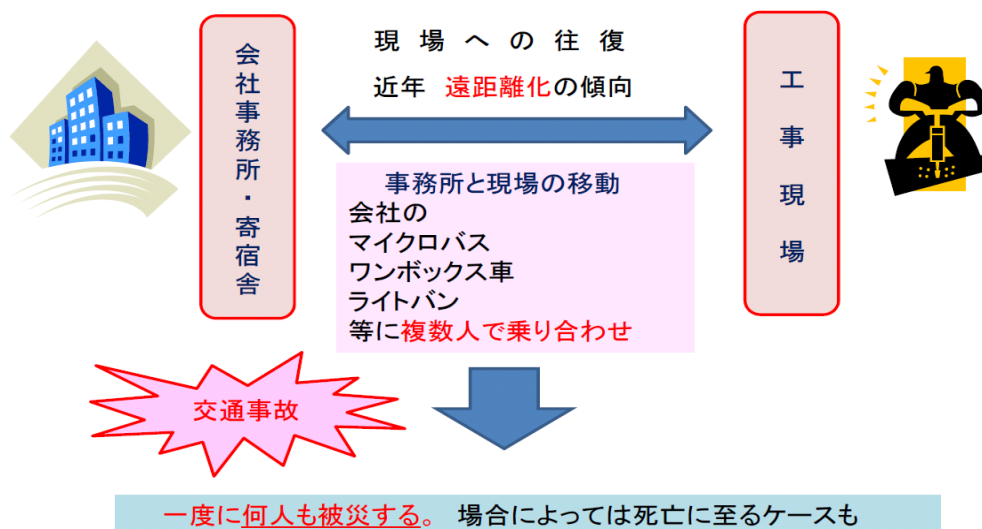 会社事務所・寄宿舎
現場への往復
近年 遠距離化の傾向
工事現場
事務所と現場の移動
会社の
マイクロバス
ワンボックス車
ライトバン
等に複数人で乗り合わせ
交通事故
一度に何人も被災する。 場合によっては死亡に至るケースも